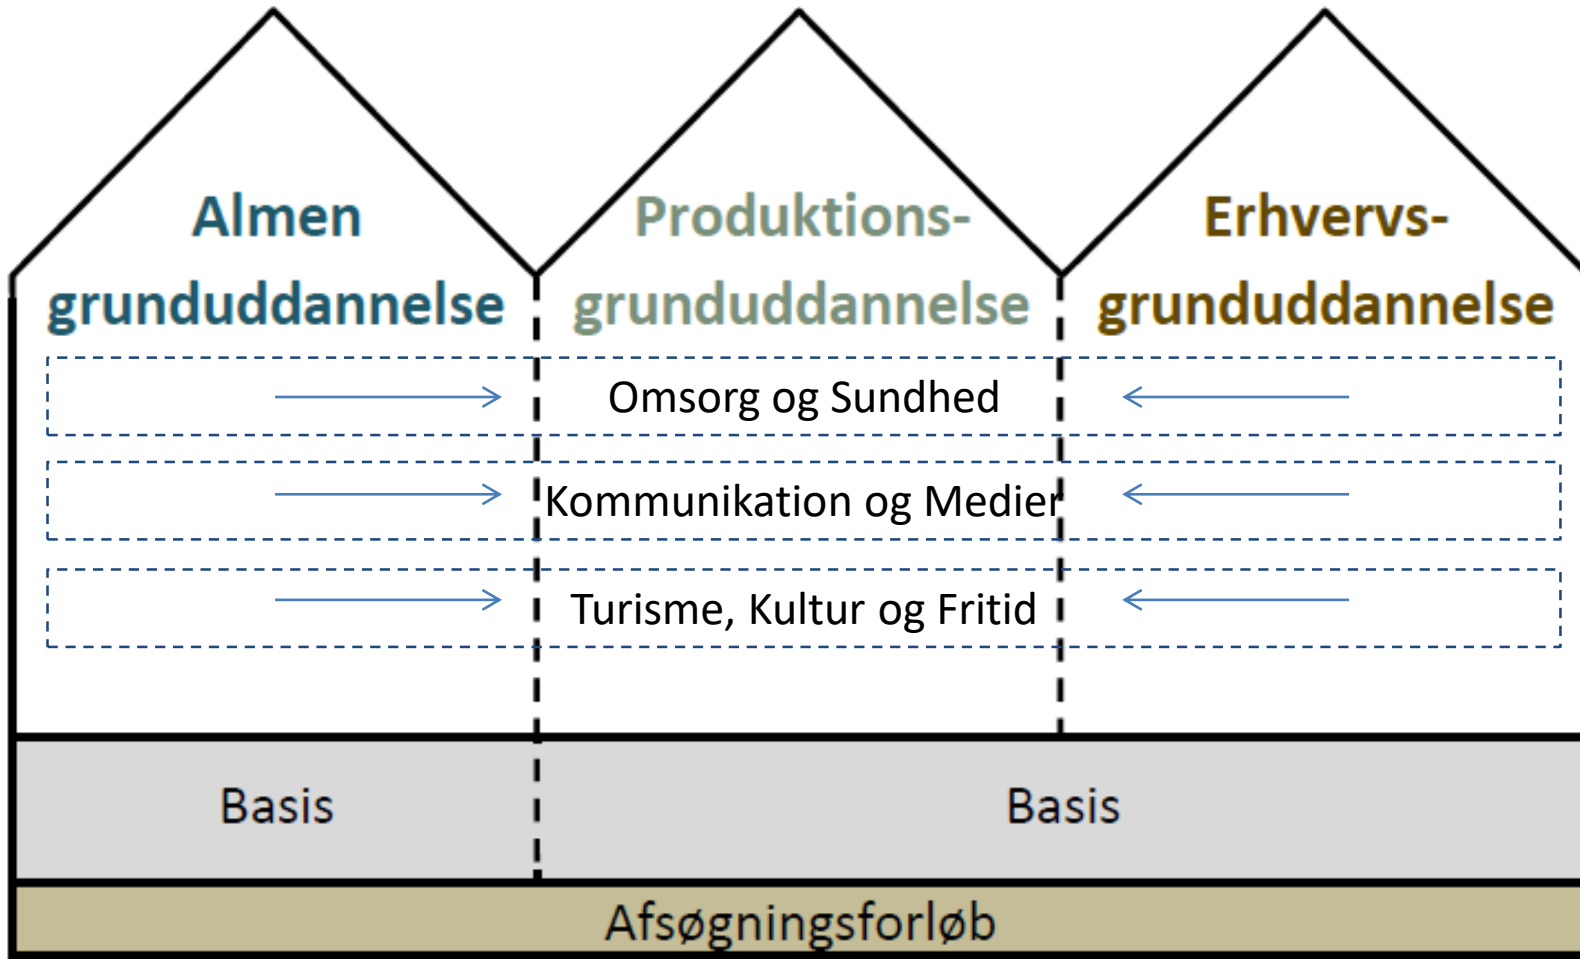 Almen
grunduddannelse
Produktions-
grunduddannelse
Erhvervs-
grunduddannelse
Omsorg og Sundhed
Kommunikation og Medier
Turisme, Kultur og Fritid
Basis
Basis
Afsøgningsforløb